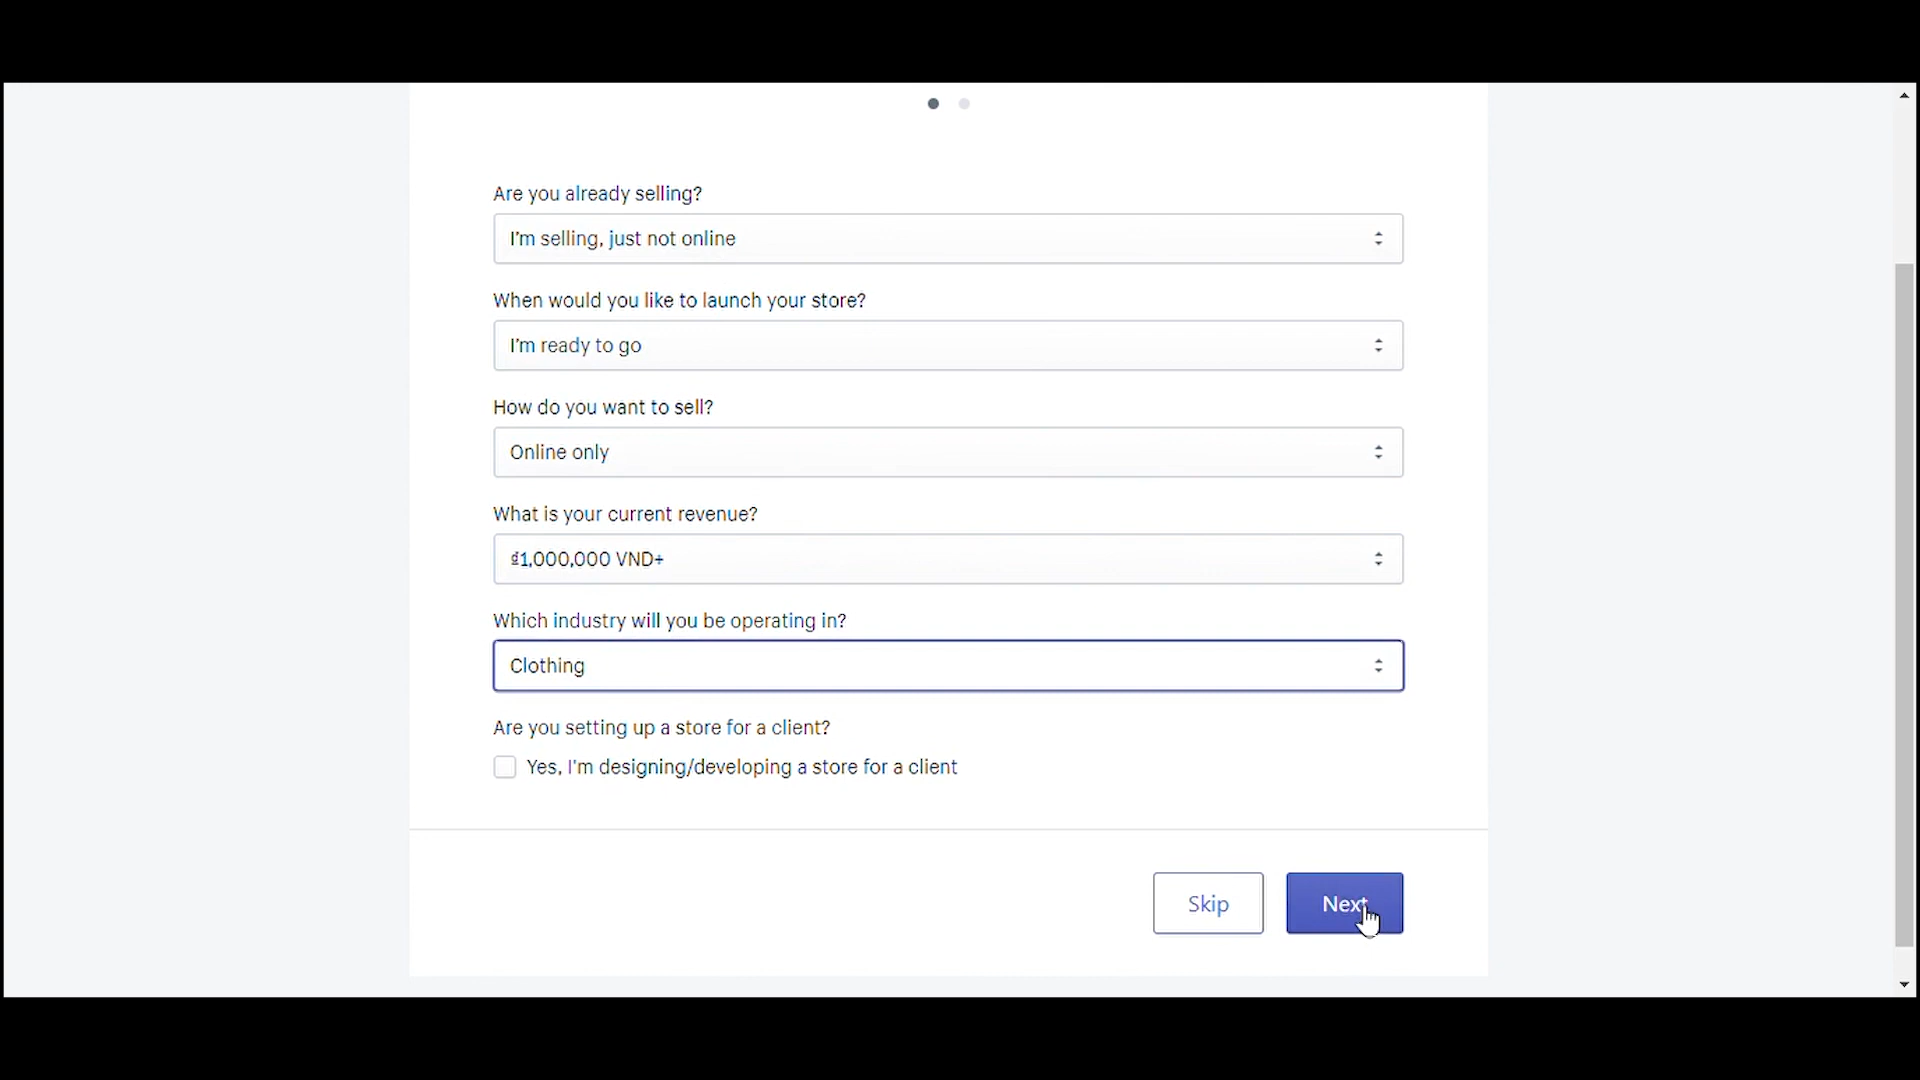 Are you already selling?
I'm selling, just not online
When would you like to launch your store?
I'm ready to go
How do you want to sell?
Online only
What is your current revenue?
₫1,000,000 VND+
Which industry will you be operating in?
Clothing
Are you setting up a store for a client?
Yes, I'm designing/developing a store for a client
Skip
Next